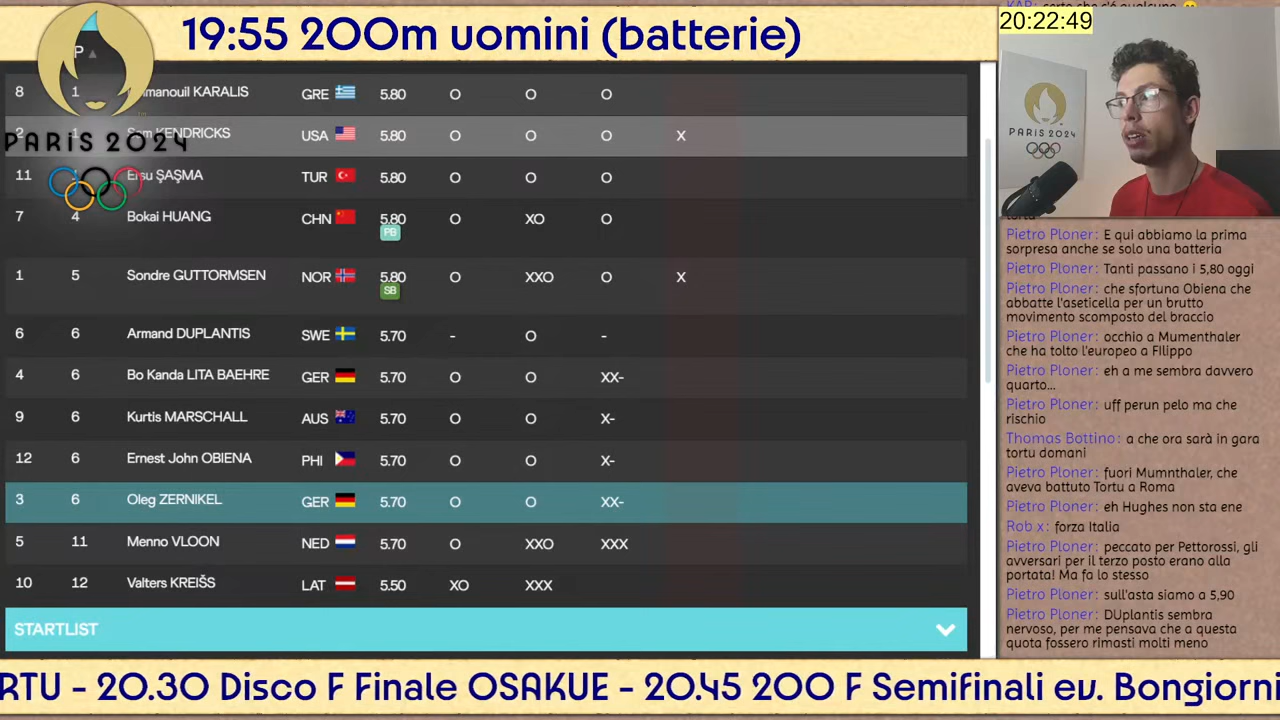 19:55 200m uomini (batterie)
20:22:49
P ▲
PARIS 2024
8 1 Emmanouil KARALIS GRE 5.80 O O O
2 1 Sam KENDRICKS USA 5.80 O O O X
11 1 Ersu ŞAŞMA TUR 5.80 O O O
7 4 Bokai HUANG CHN 5.80 O XO O
PB
1 5 Sondre GUTTORMSEN NOR 5.80 O XXO O X
SB
6 6 Armand DUPLANTIS SWE 5.70 - O -
4 6 Bo Kanda LITA BAEHRE GER 5.70 O O XX-
9 6 Kurtis MARSCHALL AUS 5.70 O O X-
12 6 Ernest John OBIENA PHI 5.70 O O X-
3 6 Oleg ZERNIKEL GER 5.70 O O XX-
5 11 Menno VLOON NED 5.70 O XXO XXX
10 12 Valters KREIŠS LAT 5.50 XO XXX
STARTLIST
PARIS 2024
Pietro Ploner: E qui abbiamo la prima
sorpresa anche se solo una batteria
Pietro Ploner: Tanti passano i 5,80 oggi
Pietro Ploner: che sfortuna Obiena che
abbatte l'aseticella per un brutto
movimento scomposto del braccio
Pietro Ploner: occhio a Mumenthaler
che ha tolto l'europeo a FIlippo
Pietro Ploner: eh a me sembra davvero
quarto...
Pietro Ploner: uff perun pelo ma che
rischio
Thomas Bottino: a che ora sarà in gara
tortu domani
Pietro Ploner: fuori Mumnthaler, che
aveva battuto Tortu a Roma
Pietro Ploner: eh Hughes non sta ene
Rob x: forza Italia
Pietro Ploner: peccato per Pettorossi, gli
avversari per il terzo posto erano alla
portata! Ma fa lo stesso
Pietro Ploner: sull'asta siamo a 5,90
Pietro Ploner: DUplantis sembra
nervoso, per me pensava che a questa
quota fossero rimasti molti meno
RTU - 20.30 Disco F Finale OSAKUE - 20.45 200 F Semifinali ev. Bongiorni